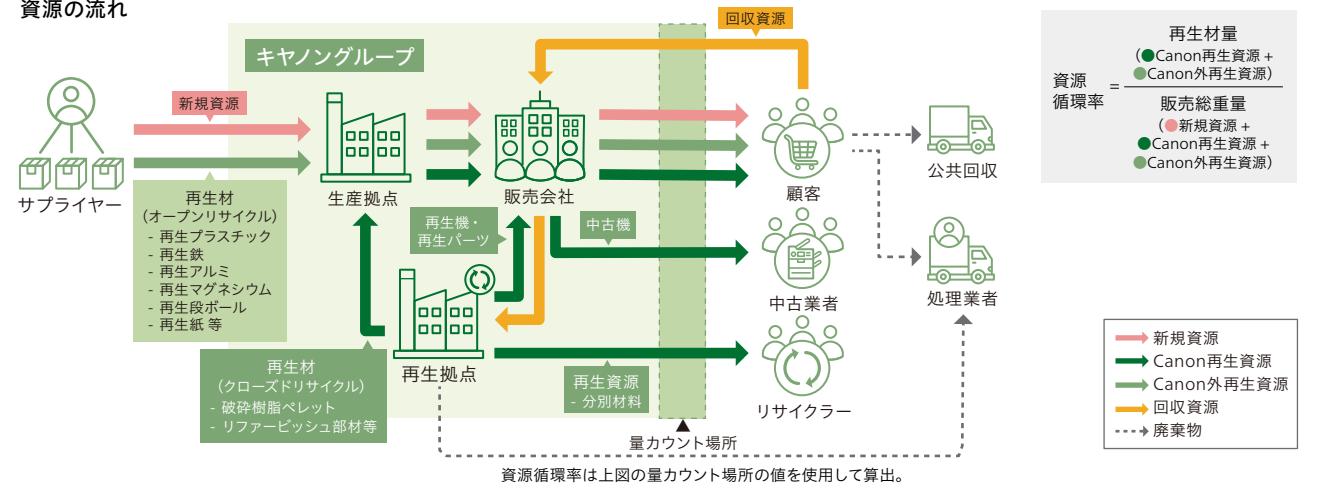 資源の流れ
回収資源
キヤノングループ
新規資源
サプライヤー
再生材
（オープンリサイクル）
- 再生プラスチック
- 再生鉄
- 再生アルミ
- 再生マグネシウム
- 再生段ボール
- 再生紙 等
生産拠点
販売会社
再生機・
再生パーツ
中古機
顧客
公共回収
中古業者
処理業者
再生材
（クローズドリサイクル）
- 破砕樹脂ペレット
- リファービッシュ部材等
再生拠点
再生資源
- 分別材料
リサイクラー
量カウント場所
資源循環率は上図の量カウント場所の値を使用して算出。
資源
循環率
=
再生材量
（●Canon再生資源 +
●Canon外再生資源）
販売総重量
（●新規資源 +
●Canon再生資源 +
●Canon外再生資源）
新規資源
Canon再生資源
Canon外再生資源
回収資源
廃棄物